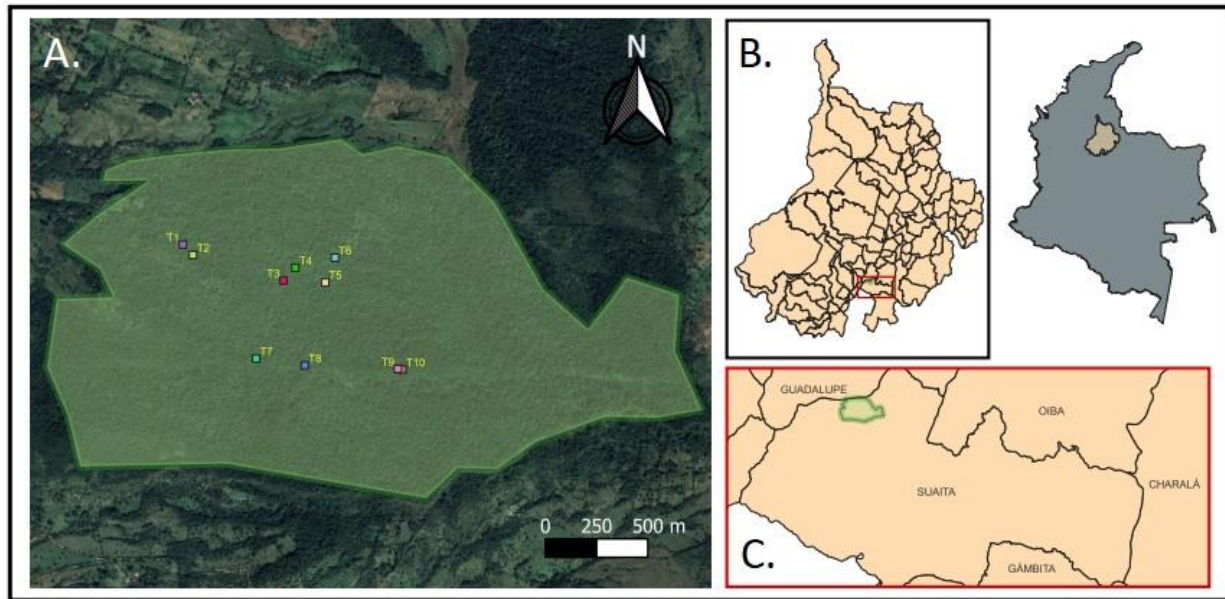 A.
N
T1
T2
T6
T4
T3
T5
T7
T8
T9
T10
0 250 500 m
B.
GUADALUPE
OIBA
SUAITA
CHARALÁ
C.
GÁMBITA